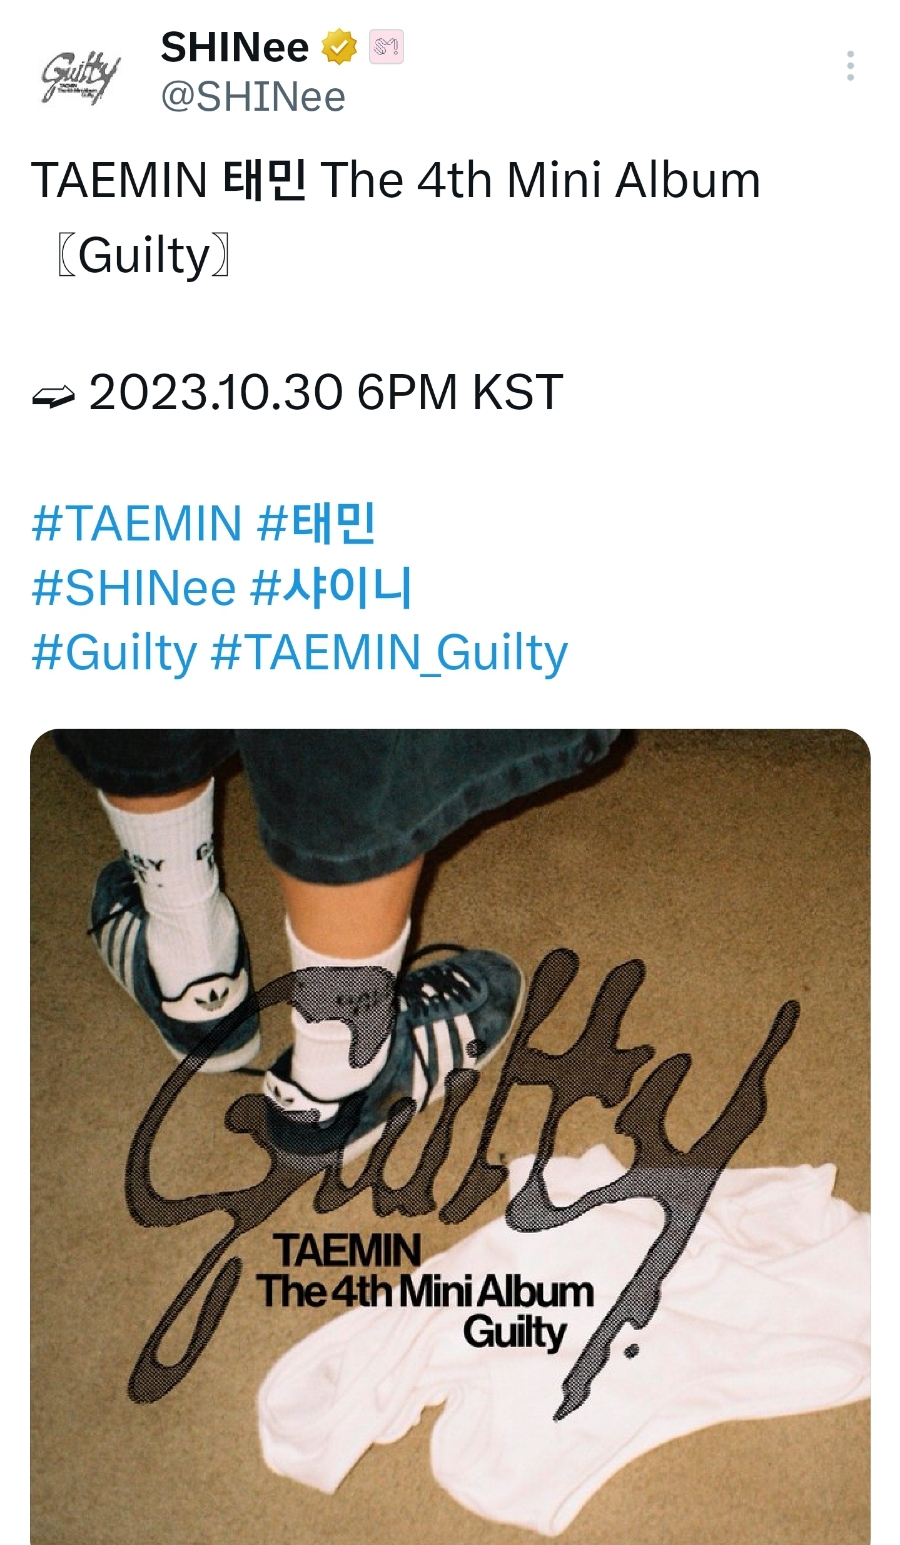 Guilty
SHINee
@SHINee
TAEMIN 태민 The 4th Mini Album
〖Guilty〗
➫ 2023.10.30 6PM KST
#TAEMIN #태민
#SHINee #샤이니
#Guilty #TAEMIN_Guilty
Guilty
TAEMIN
The 4th Mini Album
Guilty